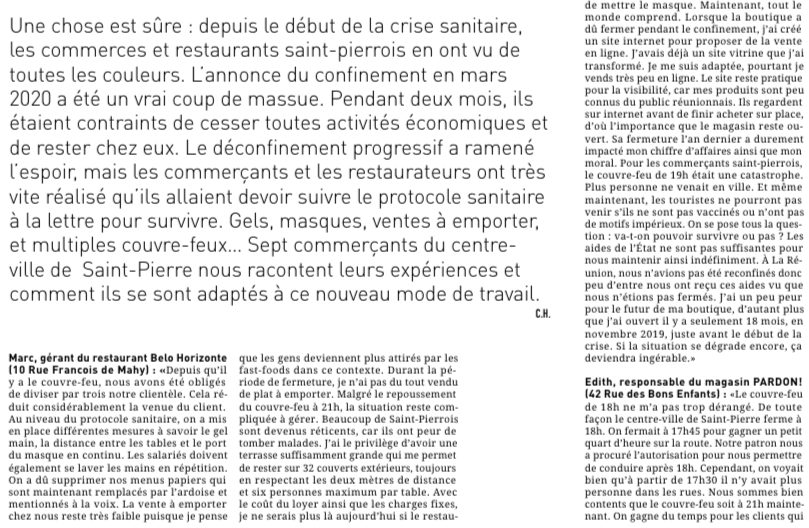 Une chose est sûre : depuis le début de la crise sanitaire,
les commerces et restaurants saint-pierrois en ont vu de
toutes les couleurs. L'annonce du confinement en mars
2020 a été un vrai coup de massue. Pendant deux mois, ils
étaient contraints de cesser toutes activités économiques et
de rester chez eux. Le déconfinement progressif a ramené
l'espoir, mais les commerçants et les restaurateurs ont très
vite réalisé qu'ils allaient devoir suivre le protocole sanitaire
à la lettre pour survivre. Gels, masques, ventes à emporter,
et multiples couvre-feux... Sept commerçants du centre-
ville de Saint-Pierre nous racontent leurs expériences et
comment ils se sont adaptés à ce nouveau mode de travail.
C.H.
Marc, gérant du restaurant Belo Horizonte
(10 Rue Francois de Mahy) : «Depuis qu'il
y a le couvre-feu, nous avons été obligés
de diviser par trois notre clientèle. Cela ré-
duit considérablement la venue du client.
Au niveau du protocole sanitaire, on a mis
en place différentes mesures à savoir le gel
main, la distance entre les tables et le port
du masque en continu. Les salariés doivent
également se laver les mains en répétition.
On a dû supprimer nos menus papiers qui
sont maintenant remplacés par l'ardoise et
mentionnés à la voix. La vente à emporter
chez nous reste très faible puisque je pense
que les gens deviennent plus attirés par les
fast-foods dans ce contexte. Durant la pé-
riode de fermeture, je n'ai pas du tout vendu
de plat à emporter. Malgré le repoussement
du couvre-feu à 21h, la situation reste com-
pliquée à gérer. Beaucoup de Saint-Pierrois
sont devenus réticents, car ils ont peur de
tomber malades. J'ai le privilège d'avoir une
terrasse suffisamment grande qui me permet
de rester sur 32 couverts extérieurs, toujours
en respectant les deux mètres de distance
et six personnes maximum par table. Avec
le coût du loyer ainsi que les charges fixes,
je ne serais plus là aujourd'hui si le restau-
de mettre le masque. Maintenant, tout le
monde comprend. Lorsque la boutique a
dû fermer pendant le confinement, j'ai créé
un site internet pour proposer de la vente
en ligne. J'avais déjà un site vitrine que j'ai
transformé. Je me suis adaptée, pourtant je
vends très peu en ligne. Le site reste pratique
pour la visibilité, car mes produits sont peu
connus du public réunionnais. Ils regardent
sur internet avant de finir acheter sur place,
d'où l'importance que le magasin reste ou-
vert. Sa fermeture l'an dernier a durement
impacté mon chiffre d'affaires ainsi que mon
moral. Pour les commerçants saint-pierrois,
le couvre-feu de 19h était une catastrophe.
Plus personne ne venait en ville. Et même
maintenant, les touristes ne pourront pas
venir s'ils ne sont pas vaccinés ou n'ont pas
de motifs impérieux. On se pose tous la ques-
tion : va-t-on pouvoir survivre ou pas ? Les
aides de l'État ne sont pas suffisantes pour
nous maintenir ainsi indéfiniment. À La Ré-
union, nous n'avions pas été reconfinés donc
peu d'entre nous ont reçu ces aides vu que
nous n'étions pas fermés. J'ai un peu peur
pour le futur de ma boutique, d'autant plus
que j'ai ouvert il y a seulement 18 mois, en
novembre 2019, juste avant le début de la
crise. Si la situation se dégrade encore, ça
deviendra ingérable.»
Edith, responsable du magasin PARDON!
(42 Rue des Bons Enfants) : «Le couvre-feu
de 18h ne m'a pas trop dérangé. De toute
façon le centre-ville de Saint-Pierre ferme à
18h. On fermait à 17h45 pour gagner un petit
quart d'heure sur la route. Notre patron nous
a procuré l'autorisation pour nous permettre
de conduire après 18h. Cependant, on voyait
bien qu'à partir de 17h30 il n'y avait plus
personne dans les rues. Nous sommes bien
contents que le couvre-feu soit à 21h mainte-
nant. On gagne du temps pour les clients qui